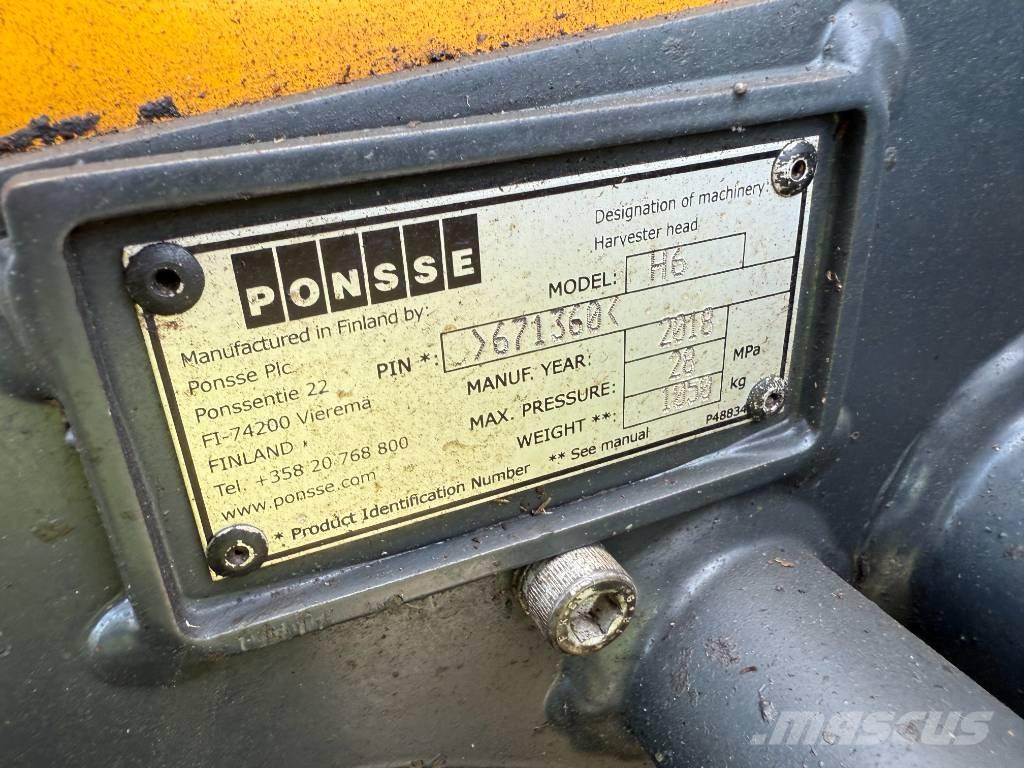 PONSSE
Designation of machinery:
Harvester head
MODEL: H6
Manufactured in Finland by:
Ponsse Plc
Ponssentie 22
FI-74200 Vieremä
FINLAND
Tel. +358 20 768 800
www.ponsse.com
PIN *: >671360<
MANUF. YEAR: 2018
MAX. PRESSURE: 28 MPa
WEIGHT **: 1050 kg
* Product Identification Number ** See manual
mascus